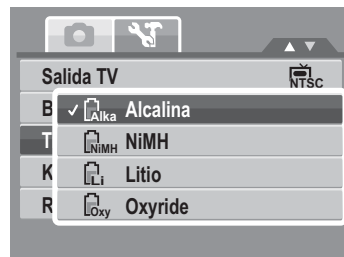 Salida TV NTSC
B
✓ Alka Alcalina
T
NiMH NiMH
K
Li Litio
R
Oxy Oxyride